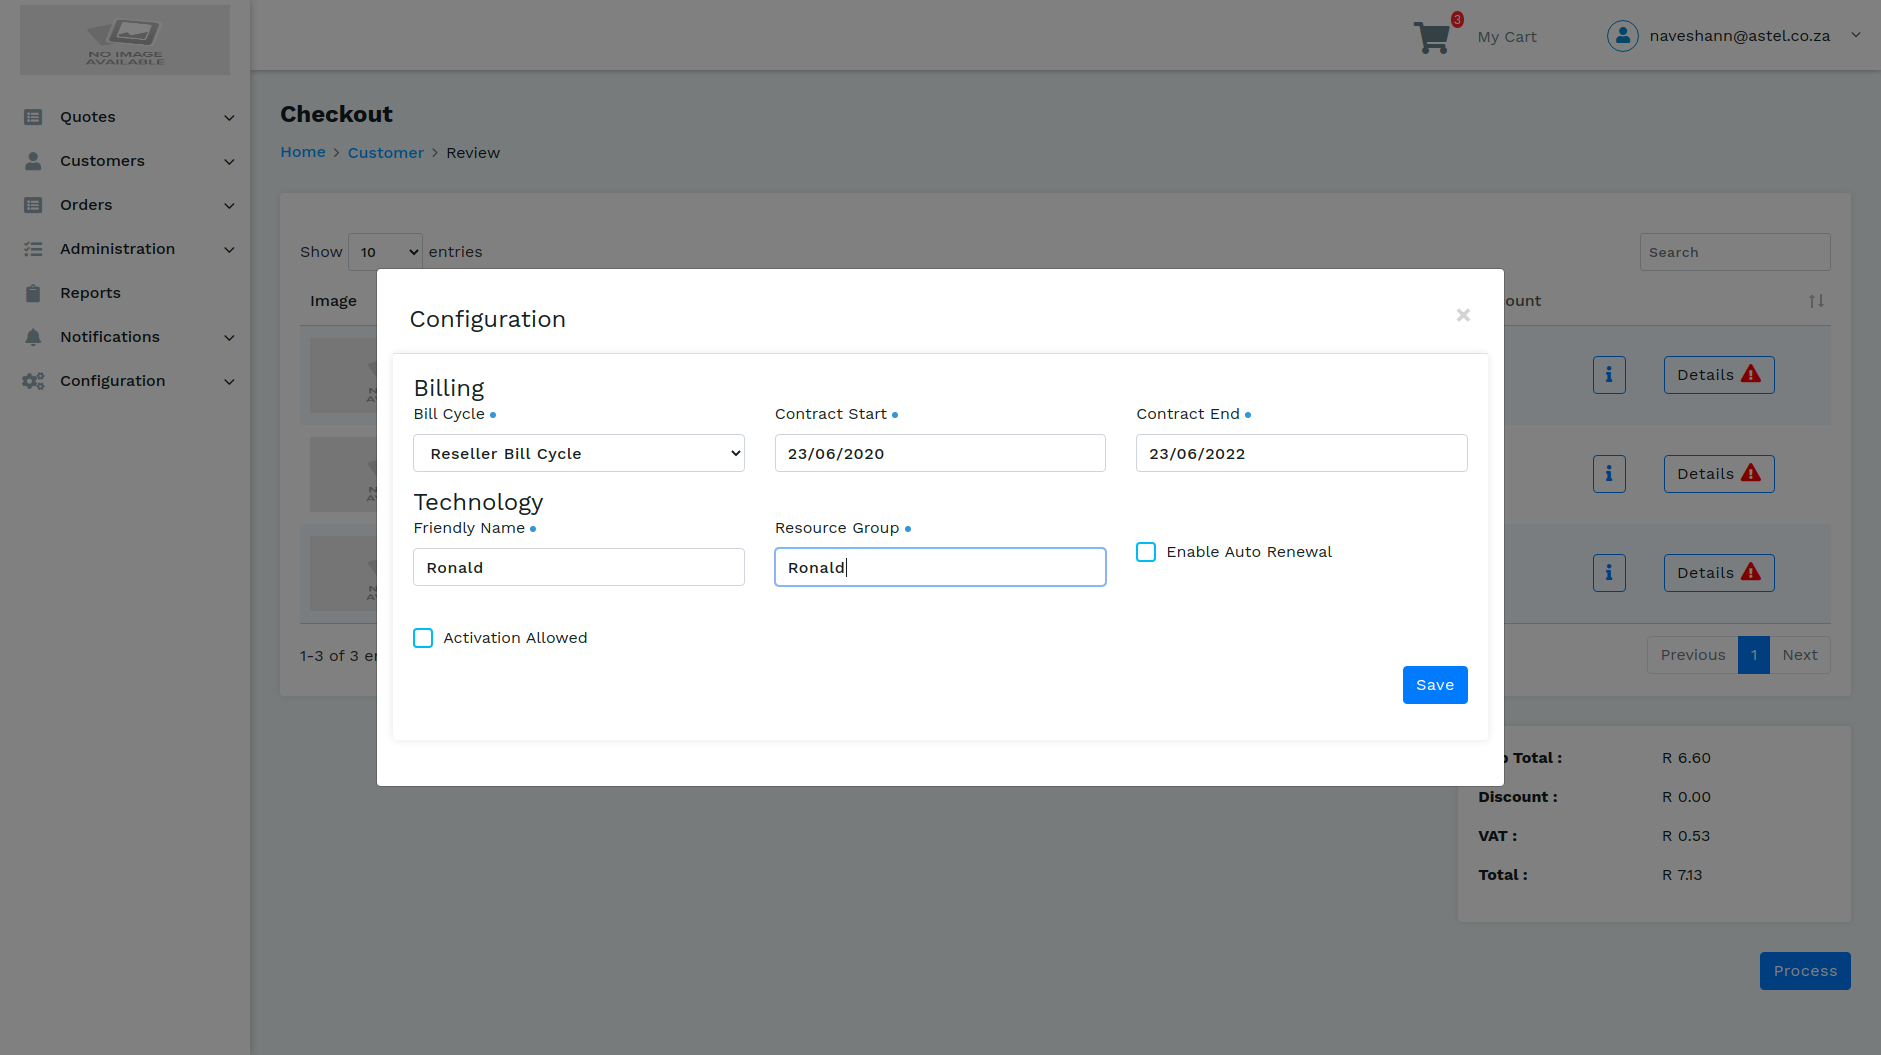 NO IMAGE
AVAILABLE
3
My Cart
naveshann@astel.co.za
Quotes
Customers
Orders
Administration
Reports
Notifications
Configuration
Checkout
Home > Customer > Review
Show 10 entries
Search
Image
Configuration
×
Billing
Bill Cycle
Contract Start
Contract End
Reseller Bill Cycle
23/06/2020
23/06/2022
Technology
Friendly Name
Resource Group
Ronald
Ronald
Enable Auto Renewal
Activation Allowed
Save
i Details
i Details
i Details
1-3 of 3
Previous 1 Next
Total : R 6.60
Discount : R 0.00
VAT : R 0.53
Total : R 7.13
Process